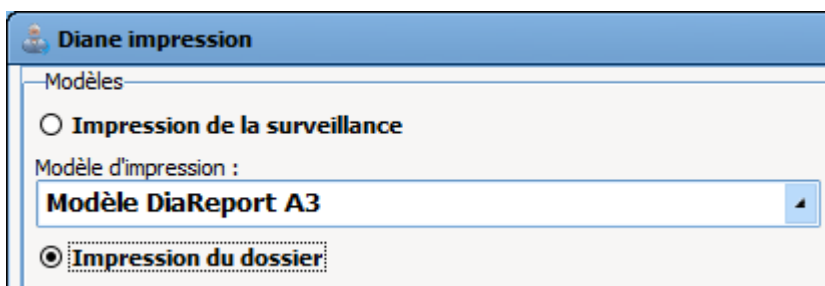 Diane impression
Modèles
Impression de la surveillance
Modèle d'impression :
Modèle DiaReport A3
Impression du dossier